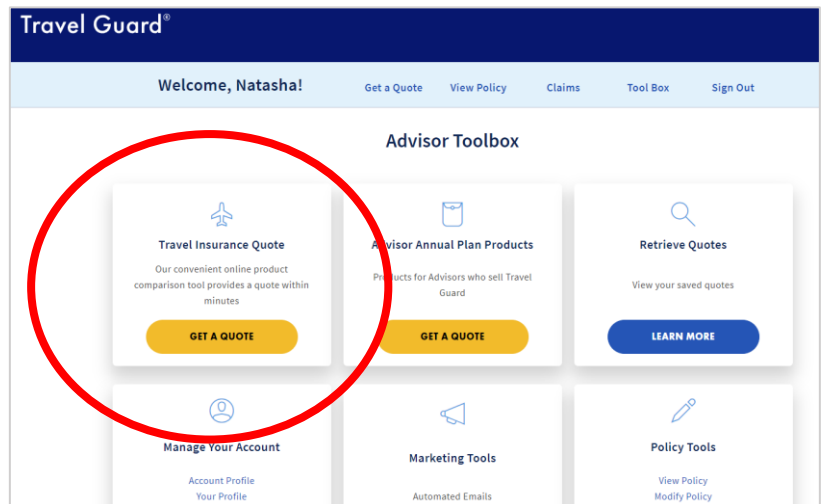 Travel Guard®
Welcome, Natasha!
Get a Quote View Policy Claims Tool Box Sign Out
Advisor Toolbox
Travel Insurance Quote
Our convenient online product
comparison tool provides a quote within
minutes
GET A QUOTE
Advisor Annual Plan Products
Products for Advisors who sell Travel
Guard
GET A QUOTE
Retrieve Quotes
View your saved quotes
LEARN MORE
Manage Your Account
Account Profile
Your Profile
Marketing Tools
Automated Emails
Policy Tools
View Policy
Modify Policy